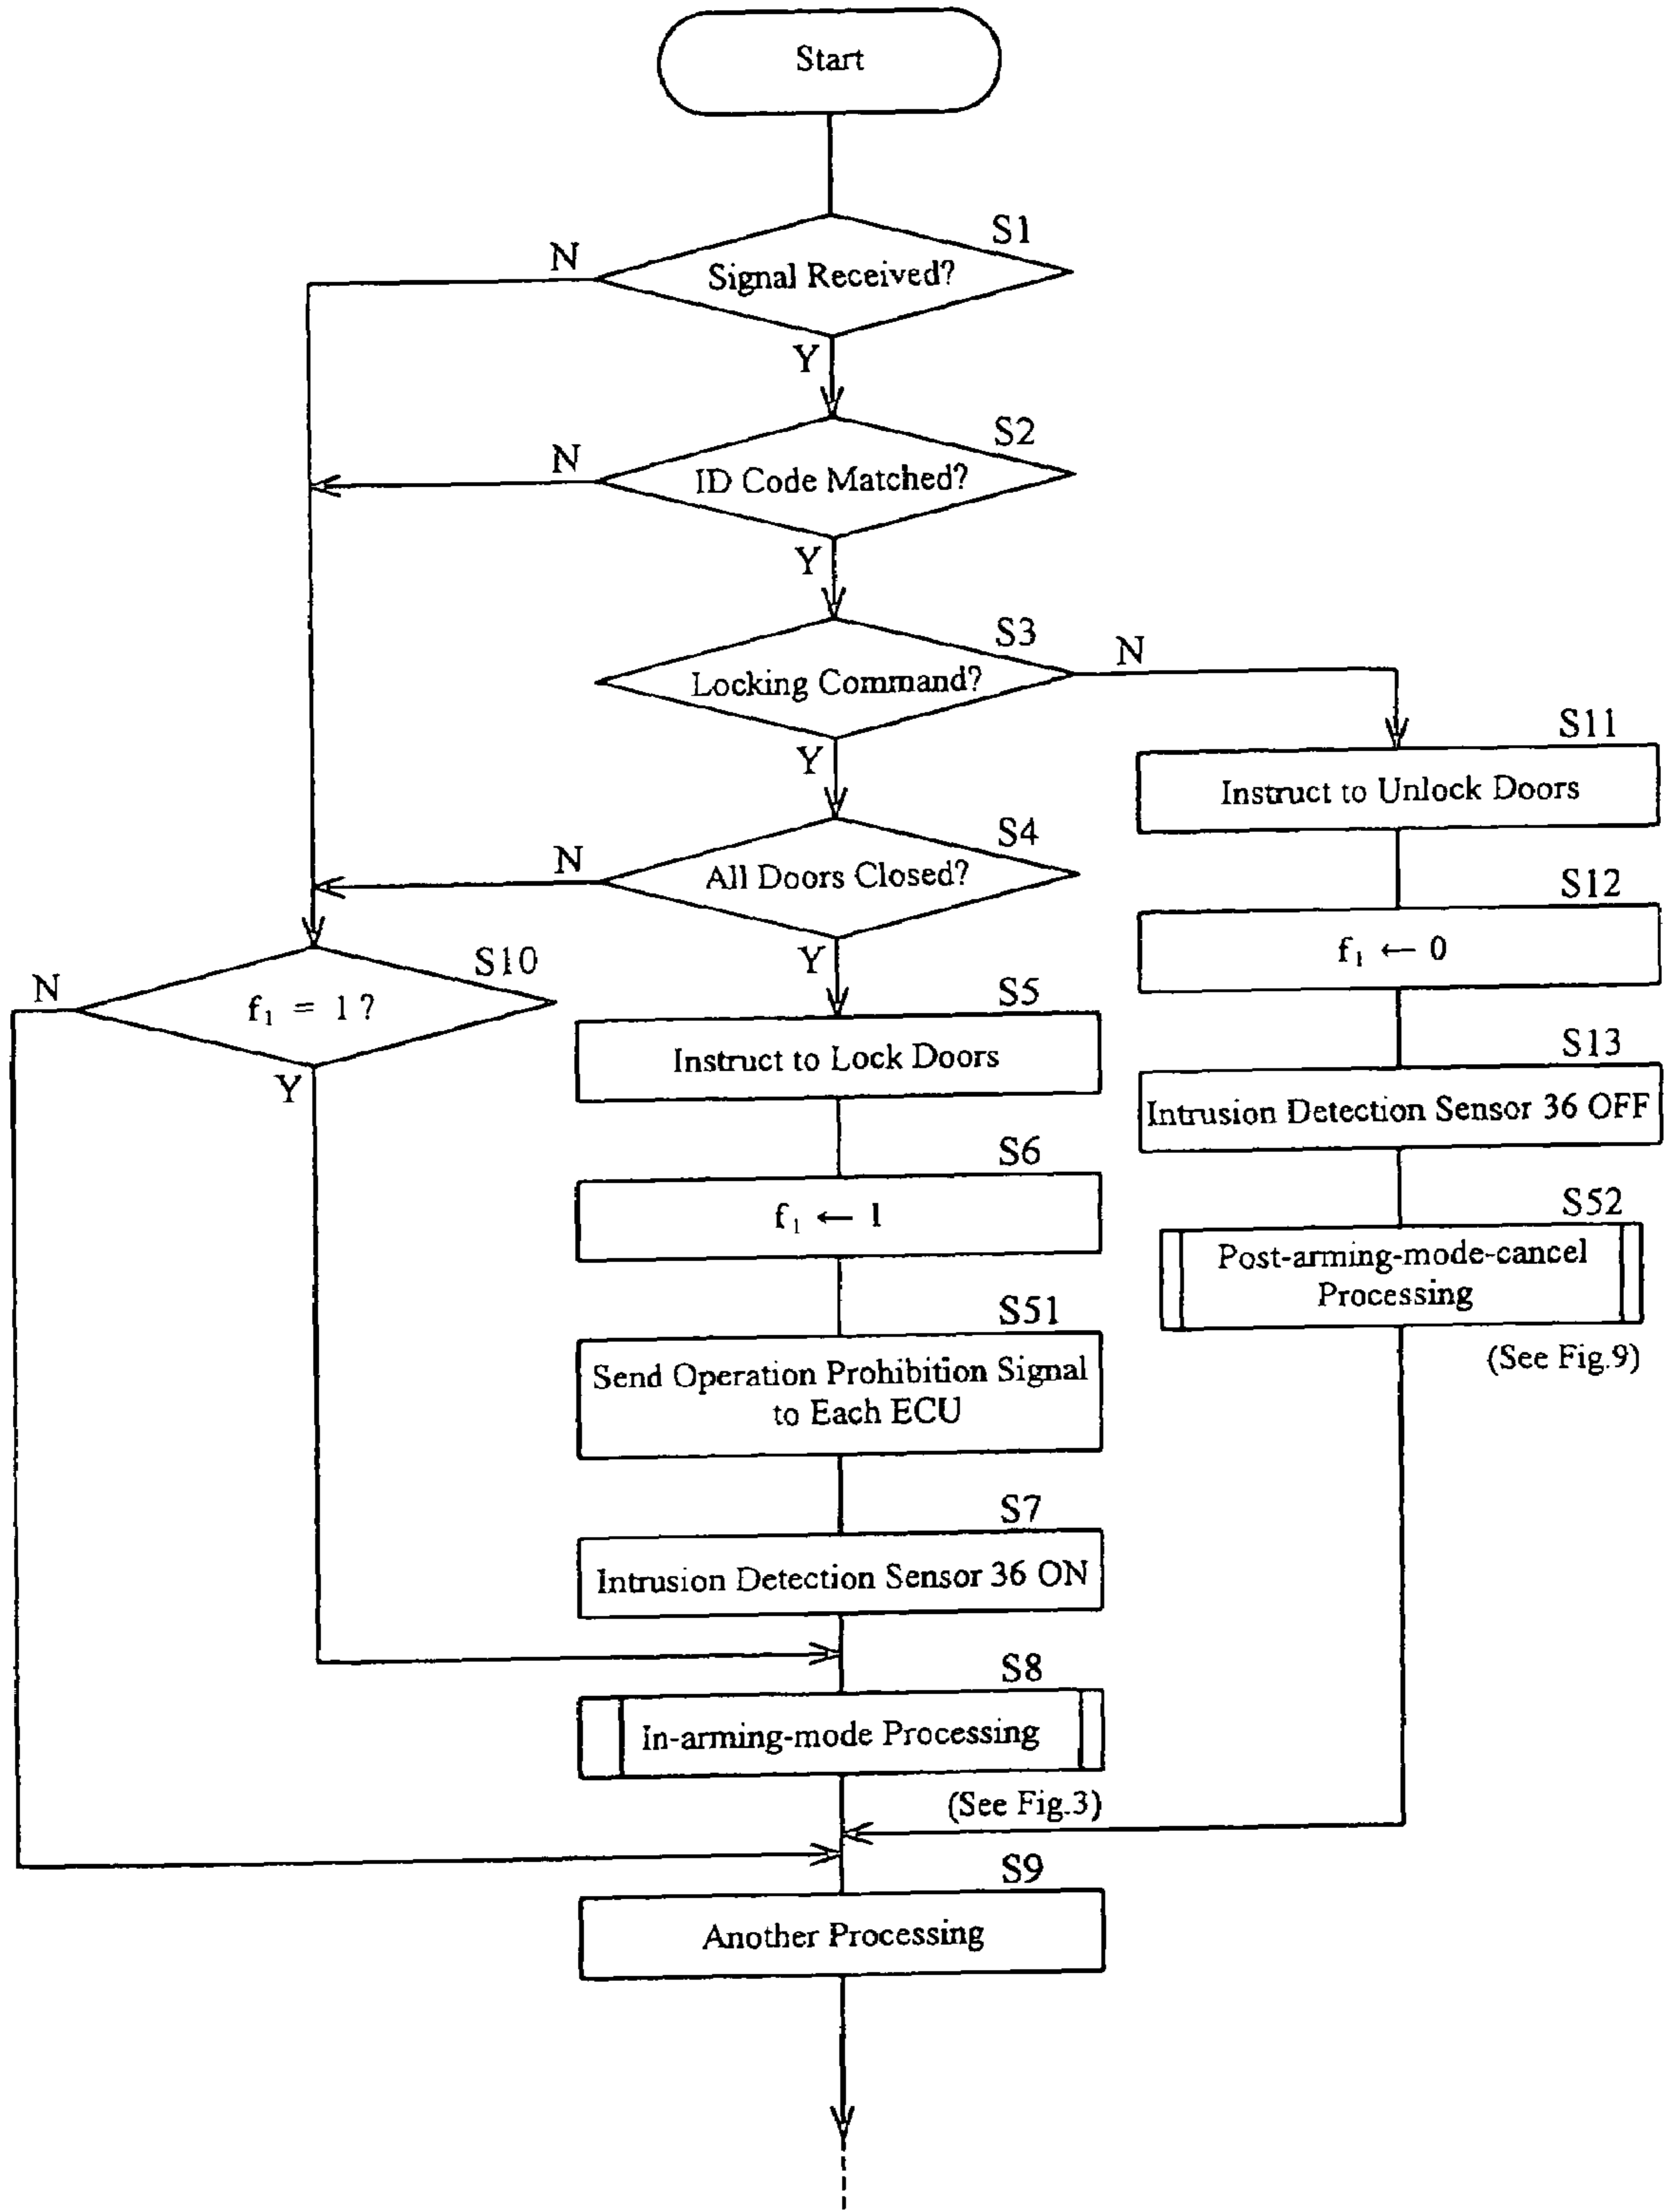 Start
S1
N
Signal Received?
Y
S2
N
ID Code Matched?
Y
S3
N
Locking Command?
Y
S11
Instruct to Unlock Doors
S4
N
All Doors Closed?
Y
S12
f₁ ← 0
S10
N
f₁ = 1 ?
Y
S5
Instruct to Lock Doors
S13
Intrusion Detection Sensor 36 OFF
S6
f₁ ← 1
S52
Post-arming-mode-cancel
Processing
(See Fig.9)
S51
Send Operation Prohibition Signal
to Each ECU
S7
Intrusion Detection Sensor 36 ON
S8
In-arming-mode Processing
(See Fig.3)
S9
Another Processing